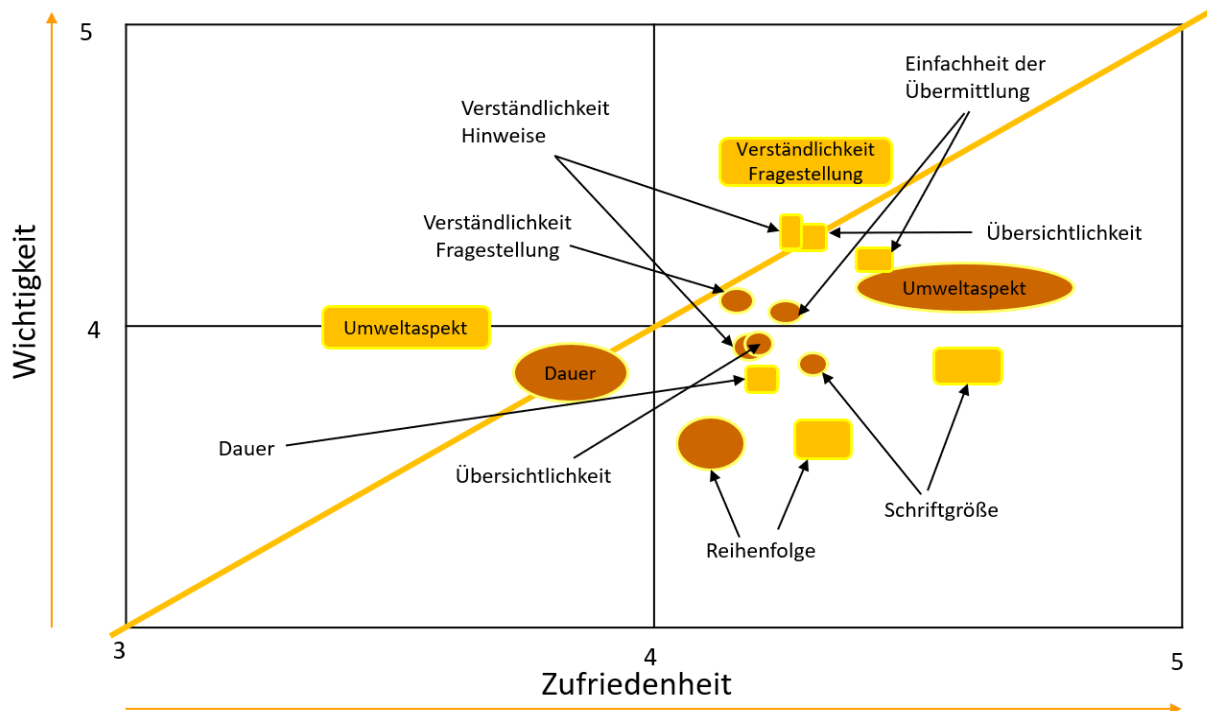 5
Einfachheit der
Übermittlung
Verständlichkeit
Hinweise
Verständlichkeit
Fragestellung
Verständlichkeit
Fragestellung
Übersichtlichkeit
Wichtigkeit
Umweltaspekt
4
Umweltaspekt
Dauer
Dauer
Übersichtlichkeit
Schriftgröße
Reihenfolge
3
4
5
Zufriedenheit